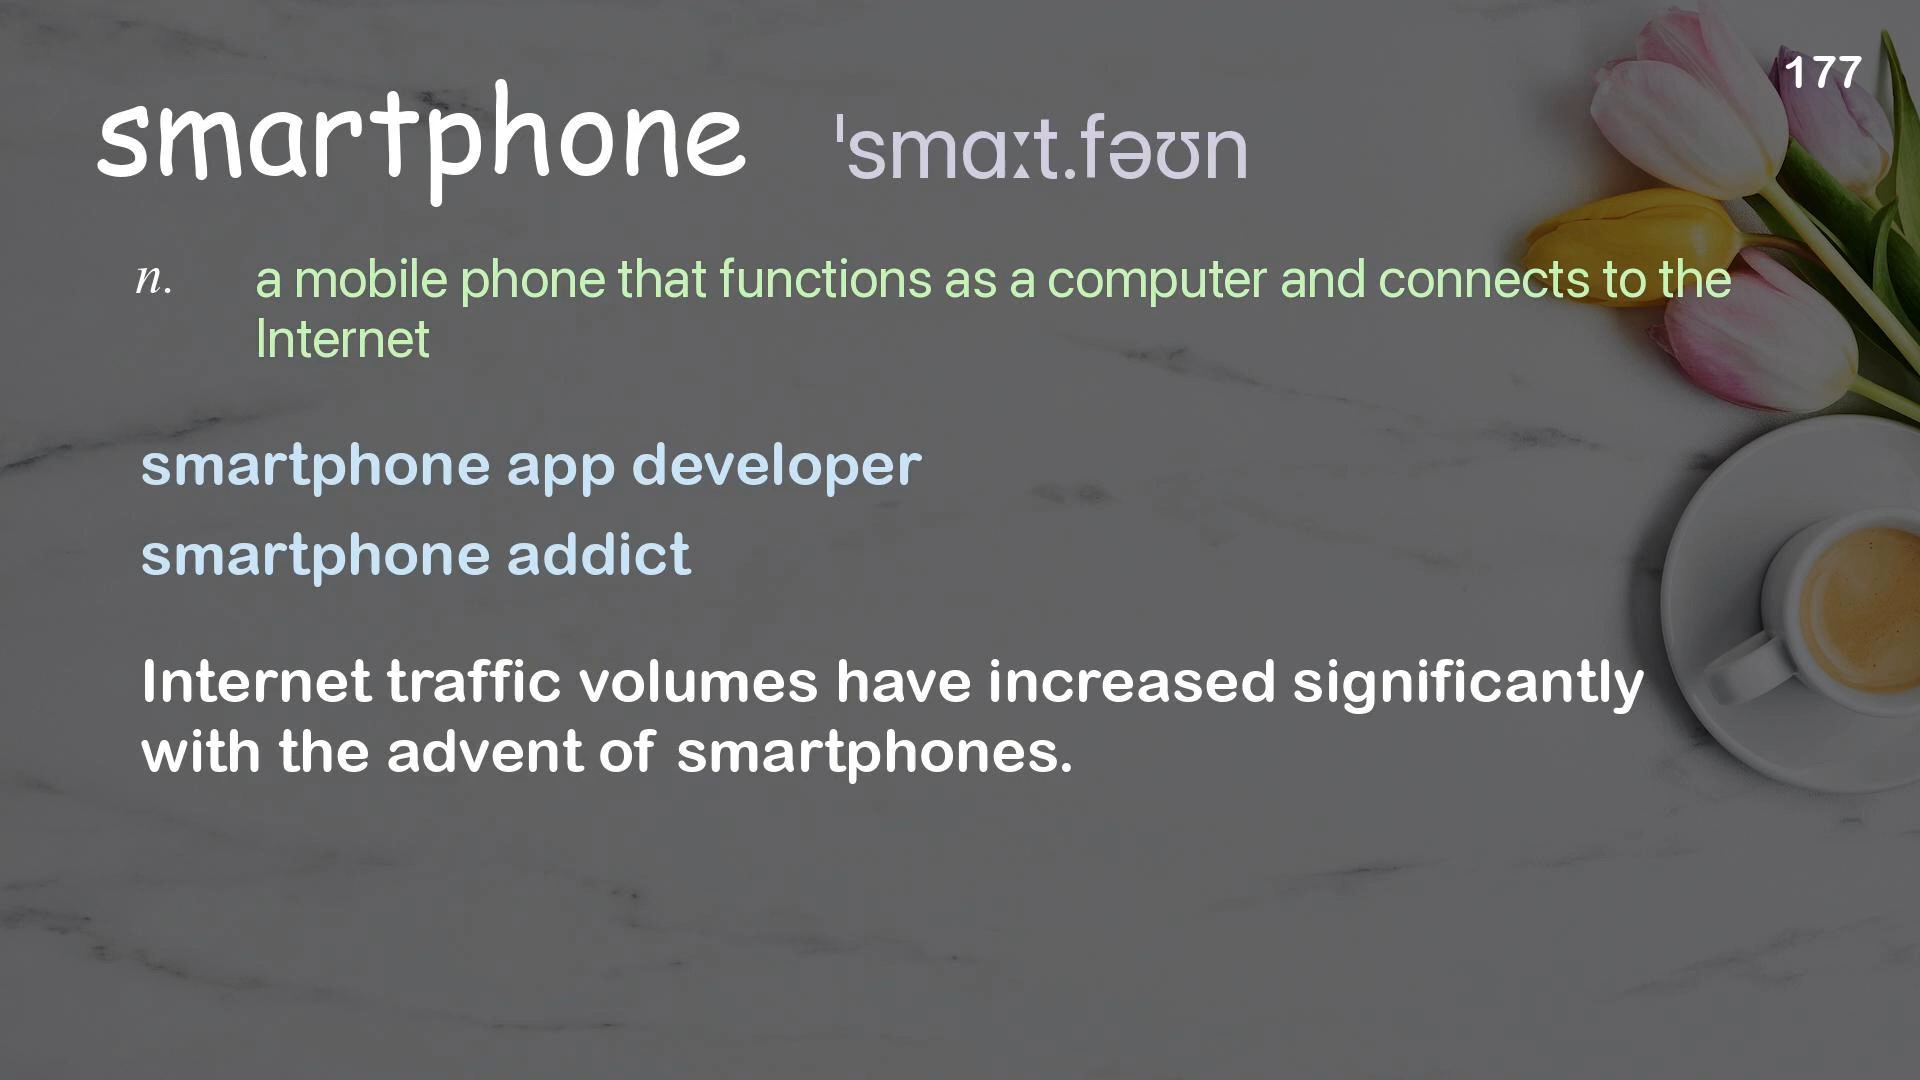 177
smartphone ˈsmɑːt.fəʊn
n. a mobile phone that functions as a computer and connects to the
Internet
smartphone app developer
smartphone addict
Internet traffic volumes have increased significantly
with the advent of smartphones.